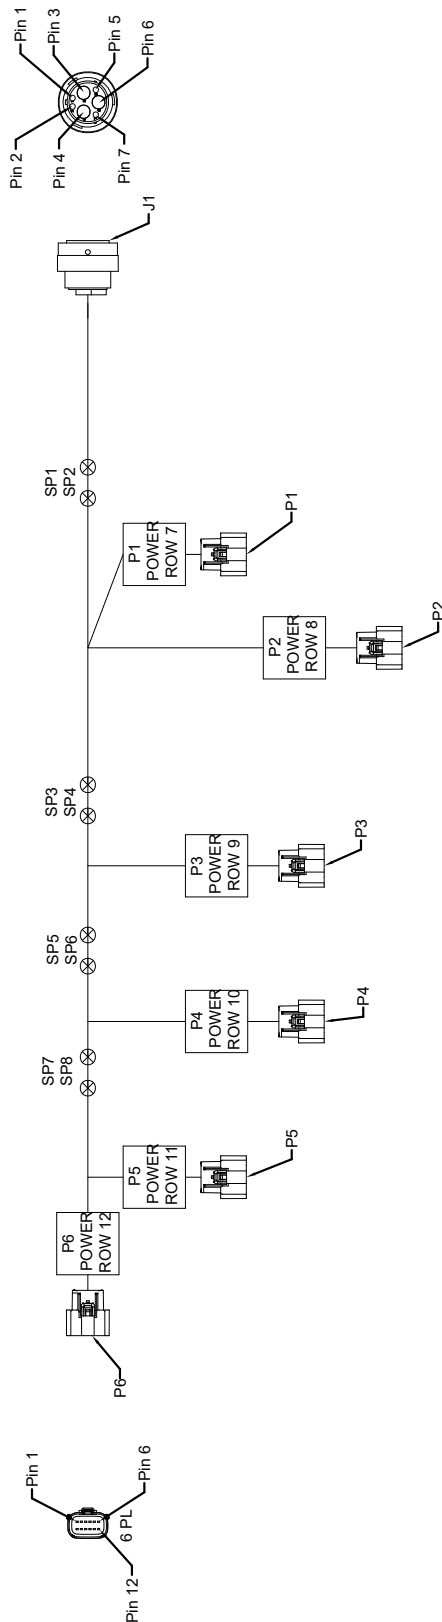 Pin 1
Pin 3
Pin 5
Pin 6
Pin 2
Pin 4
Pin 7
J1
SP1
SP2
P1
POWER
ROW 7
P1
P2
POWER
ROW 8
P2
SP3
SP4
P3
POWER
ROW 9
P3
SP5
SP6
P4
POWER
ROW 10
P4
SP7
SP8
P5
POWER
ROW 11
P5
P6
POWER
ROW 12
P6
Pin 1
Pin 6
6 PL
Pin 12